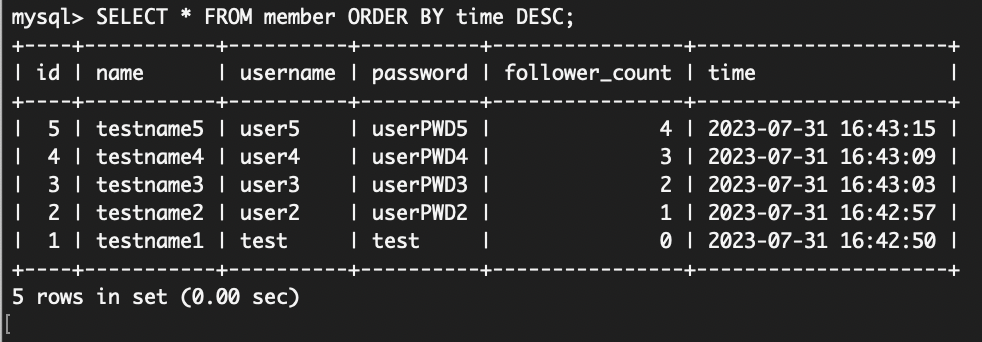 mysql> SELECT * FROM member ORDER BY time DESC;
+----+-----------+----------+----------+----------------+---------------------+
| id | name      | username | password | follower_count | time                |
+----+-----------+----------+----------+----------------+---------------------+
|  5 | testname5 | user5    | userPWD5 |              4 | 2023-07-31 16:43:15 |
|  4 | testname4 | user4    | userPWD4 |              3 | 2023-07-31 16:43:09 |
|  3 | testname3 | user3    | userPWD3 |              2 | 2023-07-31 16:43:03 |
|  2 | testname2 | user2    | userPWD2 |              1 | 2023-07-31 16:42:57 |
|  1 | testname1 | test     | test     |              0 | 2023-07-31 16:42:50 |
+----+-----------+----------+----------+----------------+---------------------+
5 rows in set (0.00 sec)
[